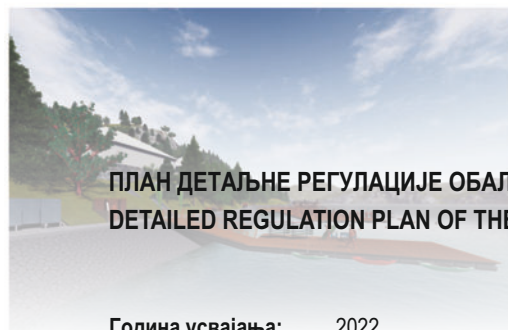 ПЛАН ДЕТАЉНЕ РЕГУЛАЦИЈЕ
DETAILED REGULATION PLAN OF
Година усвајања: 2022